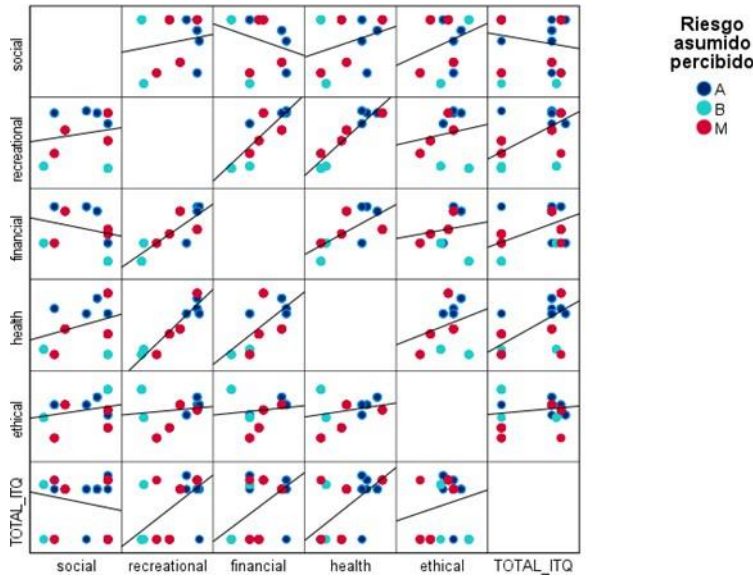 Riesgo
asumido
percibido
A
B
M
social
recreational
financial
health
ethical
TOTAL_ITQ
social recreational financial health ethical TOTAL_ITQ